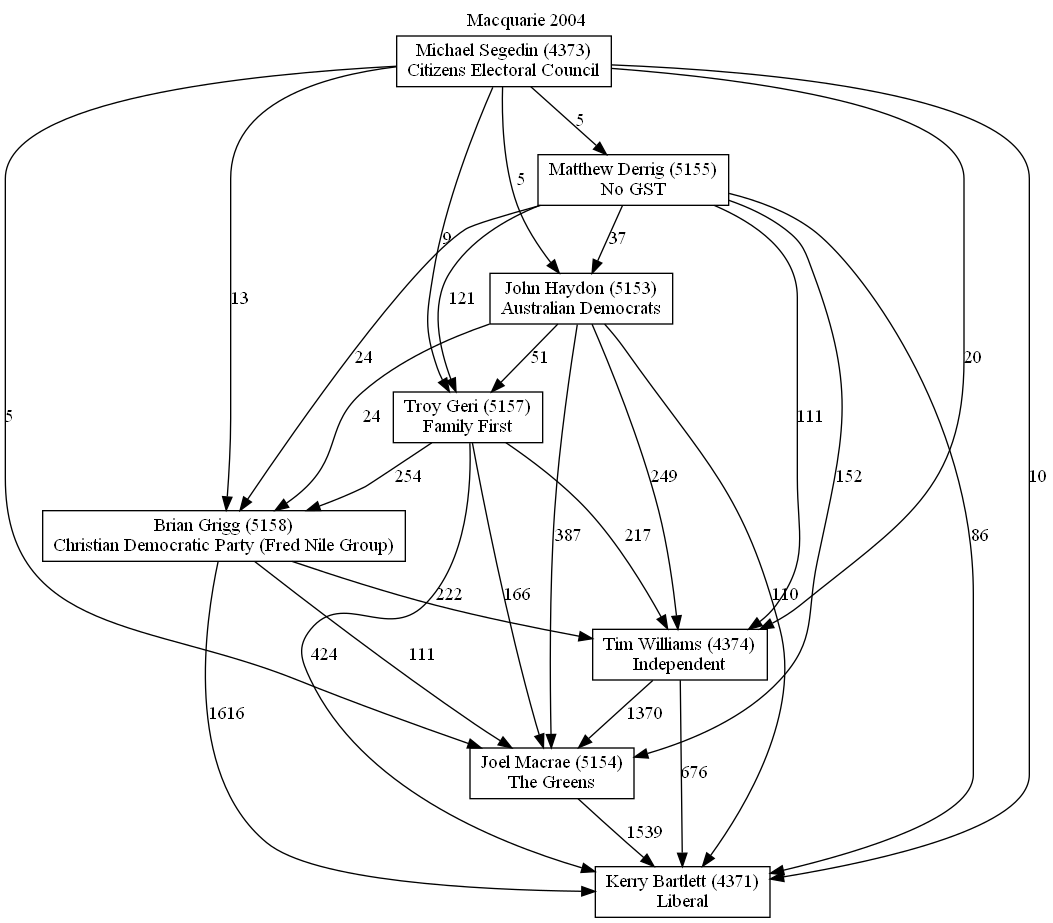 Macquarie 2004
Michael Segedin (4373)
Citizens Electoral Council
5
Matthew Derrig (5155)
No GST
5
9
37
John Haydon (5153)
Australian Democrats
13
121
24
51
20
Troy Geri (5157)
Family First
5
24
111
254
249
152
10
Brian Grigg (5158)
Christian Democratic Party (Fred Nile Group)
387
217
86
222
166
110
Tim Williams (4374)
Independent
424
111
1616
1370
Joel Macrae (5154)
The Greens
676
1539
Kerry Bartlett (4371)
Liberal